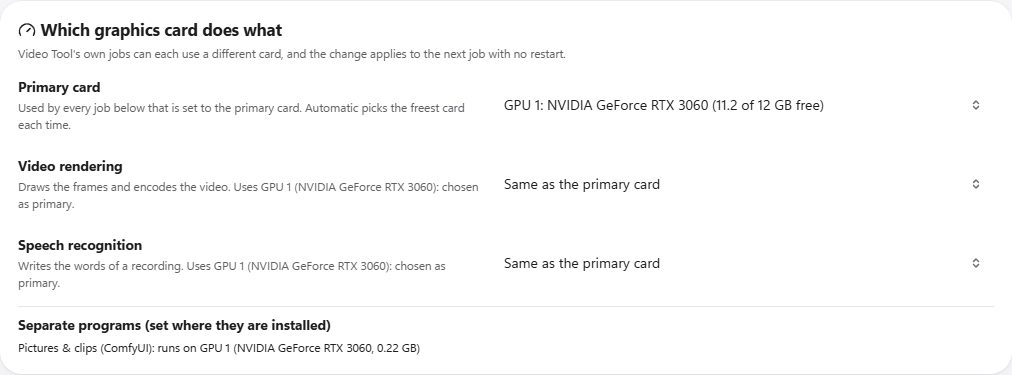 Which graphics card does what
Video Tool's own jobs can each use a different card, and the change applies to the next job with no restart.
Primary card
Used by every job below that is set to the primary card. Automatic picks the freest card
each time.
GPU 1: NVIDIA GeForce RTX 3060 (11.2 of 12 GB free)
Video rendering
Draws the frames and encodes the video. Uses GPU 1 (NVIDIA GeForce RTX 3060): chosen
as primary.
Same as the primary card
Speech recognition
Writes the words of a recording. Uses GPU 1 (NVIDIA GeForce RTX 3060): chosen as
primary.
Same as the primary card
Separate programs (set where they are installed)
Pictures & clips (ComfyUI): runs on GPU 1 (NVIDIA GeForce RTX 3060, 0.22 GB)